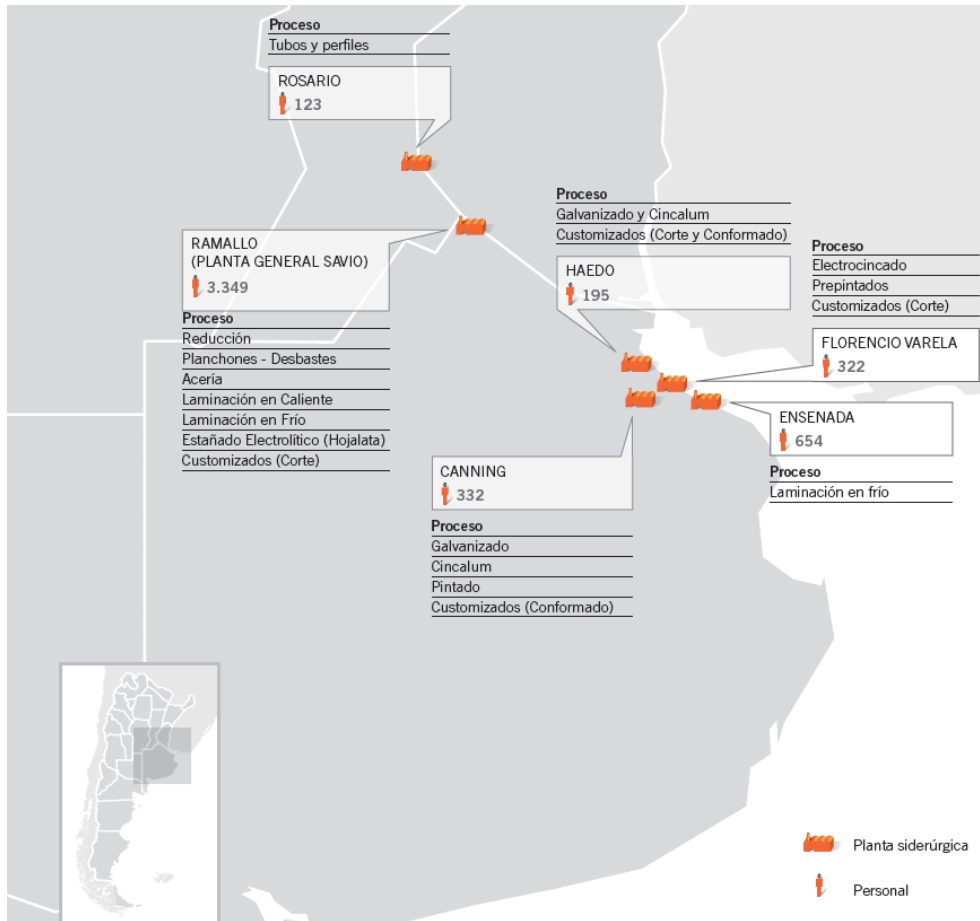 Proceso
Tubos y perfiles
ROSARIO
123
RAMALLO
(PLANTA GENERAL SAVIO)
3.349
Proceso
Reducción
Planchones - Desbastes
Acería
Laminación en Caliente
Laminación en Frío
Estañado Electrolítico (Hojalata)
Customizados (Corte)
Proceso
Galvanizado y Cincalum
Customizados (Corte y Conformado)
HAEDO
195
Proceso
Electrocincado
Prepintados
Customizados (Corte)
FLORENCIO VARELA
322
ENSENADA
654
Proceso
Laminación en frío
CANNING
332
Proceso
Galvanizado
Cincalum
Pintado
Customizados (Conformado)
Planta siderúrgica
Personal